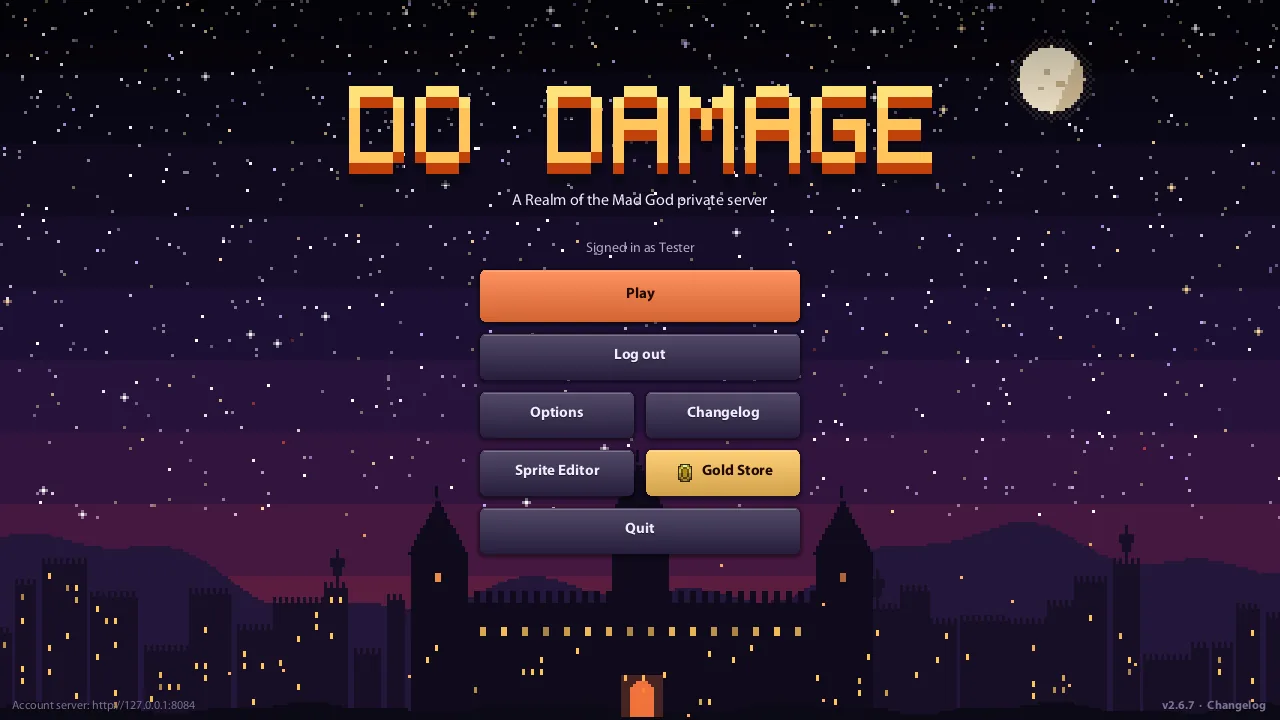 DO DAMAGE
A Realm of the Mad God private server
Signed in as Tester
Play
Log out
Options
Changelog
Sprite Editor
Gold Store
Quit
Account server: http://127.0.0.1:8084
v2.6.7 · Changelog